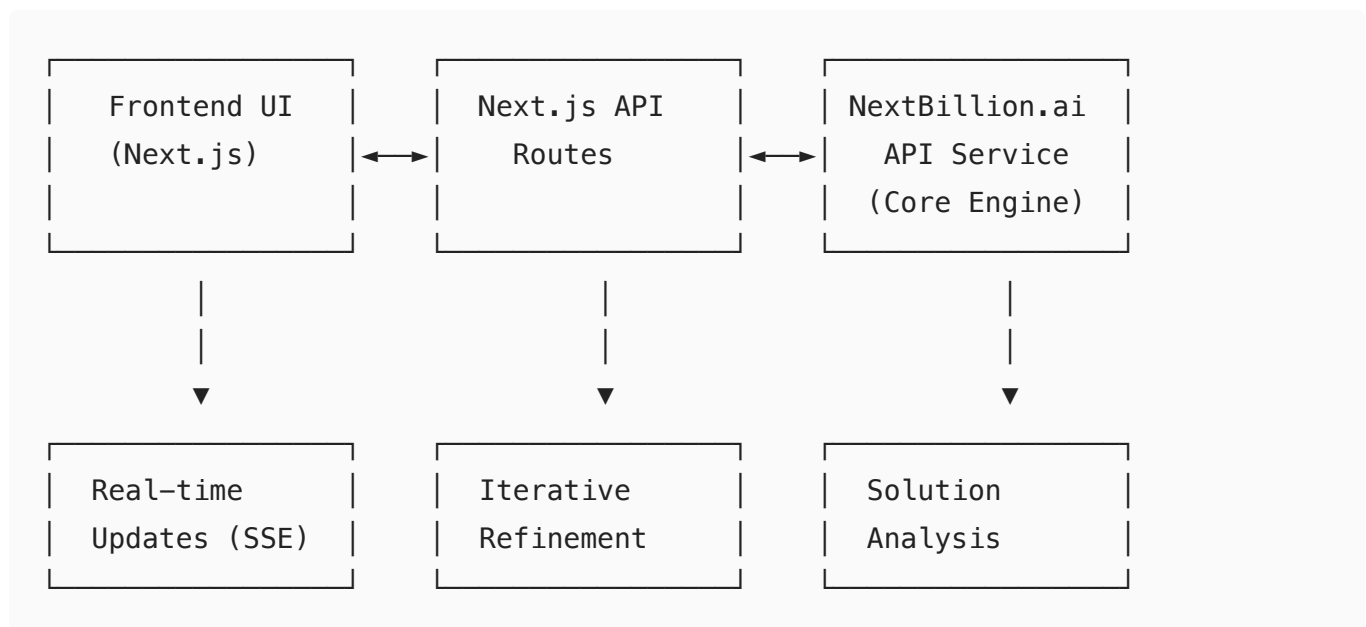 Frontend UI
(Next.js)
Next.js API
Routes
NextBillion.ai
API Service
(Core Engine)
Real-time
Updates (SSE)
Iterative
Refinement
Solution
Analysis